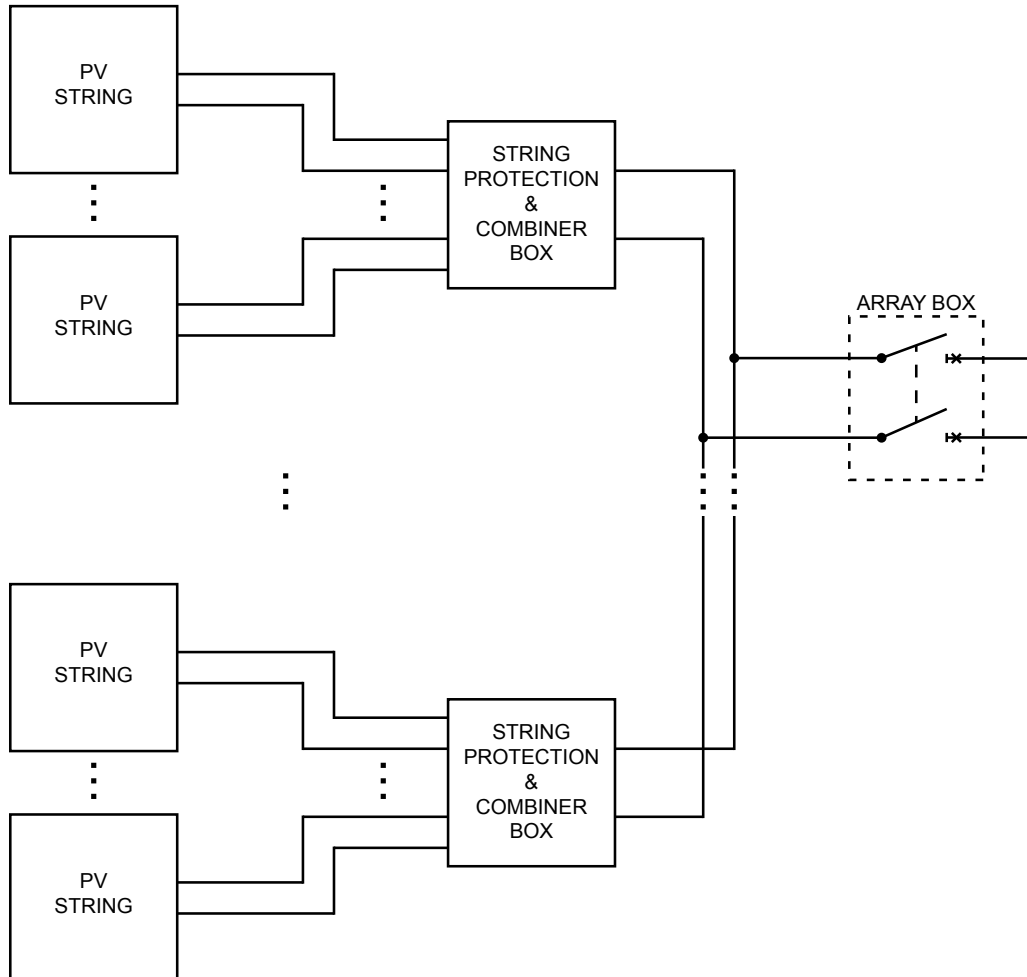 PV
STRING
STRING
PROTECTION
&
COMBINER
BOX
PV
STRING
ARRAY BOX
PV
STRING
STRING
PROTECTION
&
COMBINER
BOX
PV
STRING